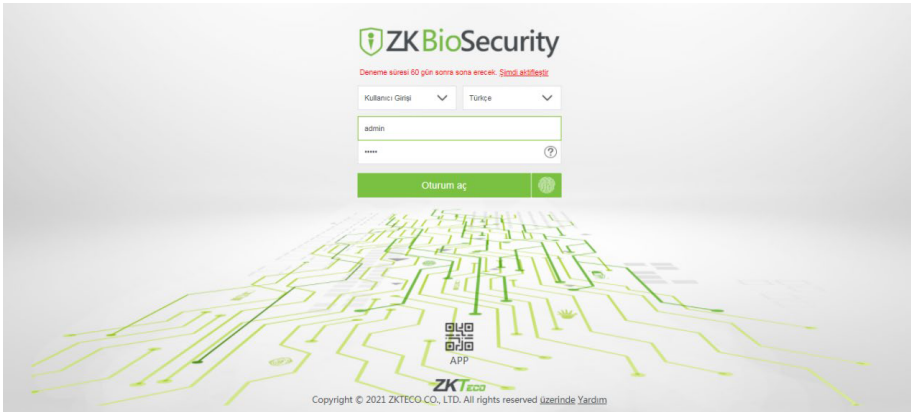 ZKBioSecurity
Deneme süresi 60 gün sonra sona erecek. Şimdi aktifleştir
Kullanıcı Girişi Türkçe
admin
•••••
Oturum aç
APP
ZKTeco
Copyright © 2021 ZKTECO CO., LTD. All rights reserved üzerinde Yardım